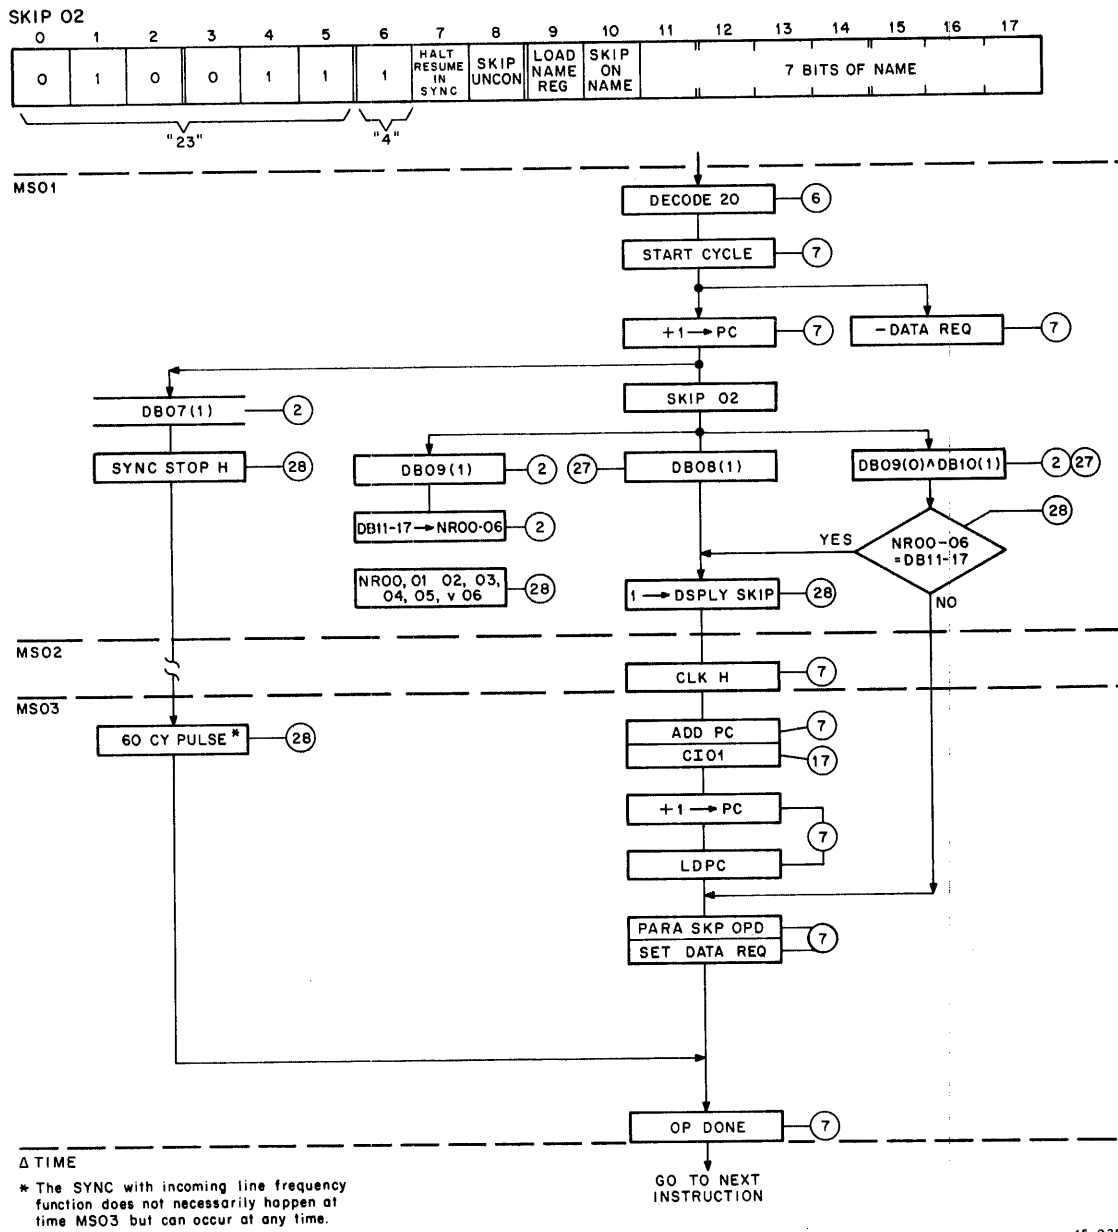 SKIP 02
0 1 2 3 4 5 6 7 8 9 10 11 12 13 14 15 16 17
0 1 0 0 1 1 1 HALT RESUME IN SYNC SKIP UNCON LOAD NAME REG SKIP ON NAME 7 BITS OF NAME
"23" "4"
MS01
DECODE 20 6
START CYCLE 7
+1 → PC 7
-DATA REQ 7
SKIP 02
DB07(1) 2
SYNC STOP H 28
DB09(1) 2
27 DB08(1)
DB09(0)∧DB10(1) 2 27
DB11-17 → NR00-06 2
NR00-06
=DB11-17
28
YES
NO
NR00, 01 02, 03,
04, 05, v 06
28
1 → DSPLY SKIP 28
MS02
CLK H 7
MS03
60 CY PULSE* 28
ADD PC 7
CI01 17
+1 → PC
7
LDPC
PARA SKP OPD
7
SET DATA REQ
OP DONE 7
Δ TIME
GO TO NEXT
INSTRUCTION
* The SYNC with incoming line frequency
function does not necessarily happen at
time MS03 but can occur at any time.